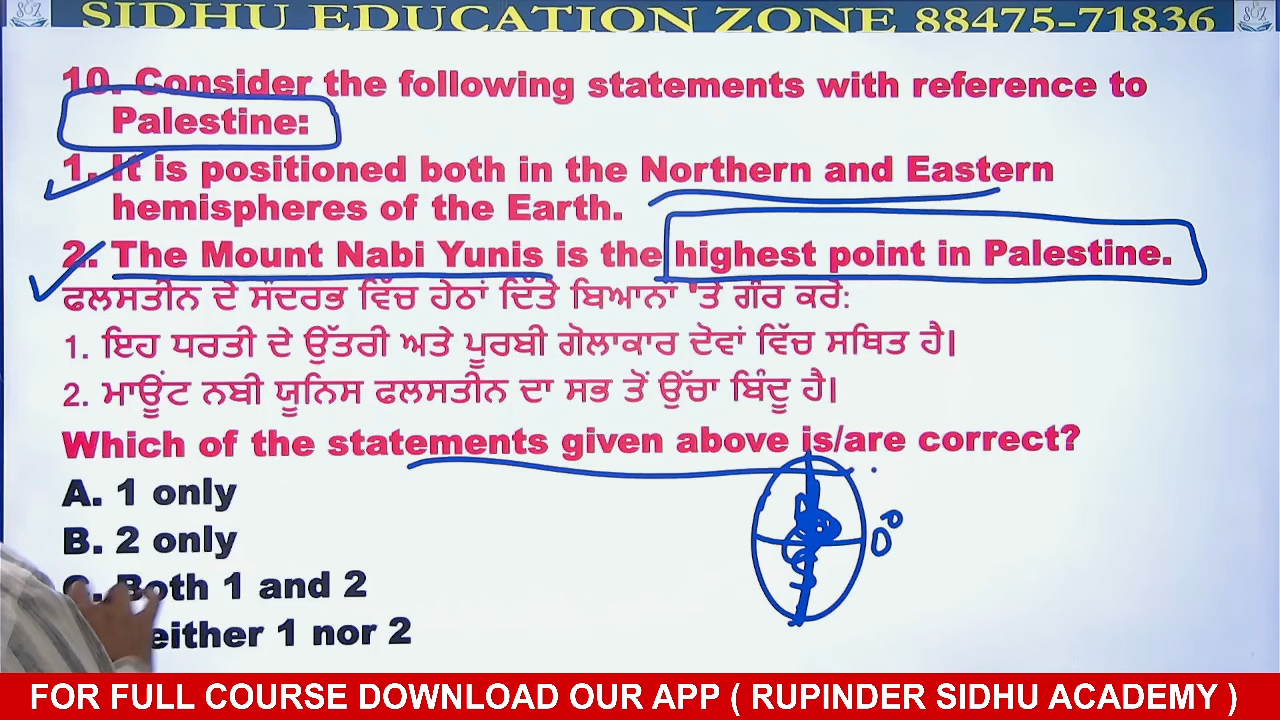 SIDHU EDUCATION ZONE 88475-71836
10. Consider the following statements with reference to
Palestine:
1. It is positioned both in the Northern and Eastern
hemispheres of the Earth.
2. The Mount Nabi Yunis is the highest point in Palestine.
ਫਲਸਤੀਨ ਦੇ ਸੰਦਰਭ ਵਿੱਚ ਹੇਠਾਂ ਦਿੱਤੇ ਬਿਆਨਾਂ 'ਤੇ ਗੌਰ ਕਰੋ:
1. ਇਹ ਧਰਤੀ ਦੇ ਉੱਤਰੀ ਅਤੇ ਪੂਰਬੀ ਗੋਲਾਕਾਰ ਦੋਵਾਂ ਵਿੱਚ ਸਥਿਤ ਹੈ।
2. ਮਾਊਂਟ ਨਬੀ ਯੂਨਿਸ ਫਲਸਤੀਨ ਦਾ ਸਭ ਤੋਂ ਉੱਚਾ ਬਿੰਦੂ ਹੈ।
Which of the statements given above is/are correct?
A. 1 only
B. 2 only
0°
C. Both 1 and 2
either 1 nor 2
FOR FULL COURSE DOWNLOAD OUR APP ( RUPINDER SIDHU ACADEMY )